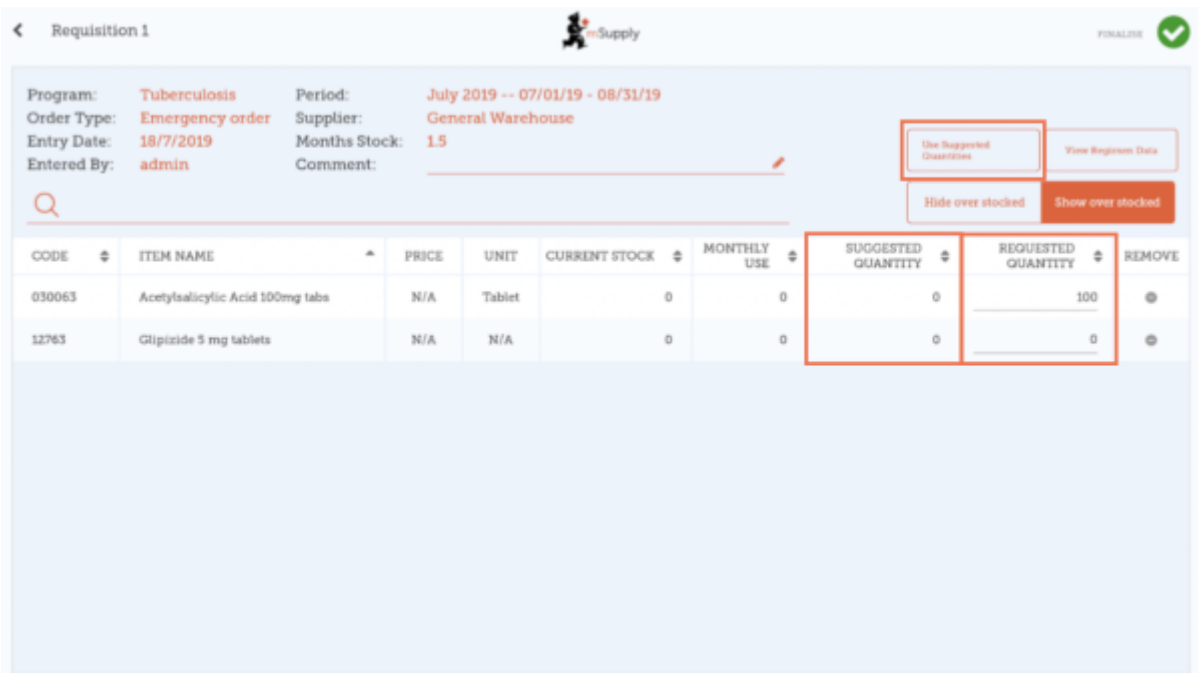 Requisition 1
mSupply
FINALISE
Program: Tuberculosis Period: July 2019 -- 07/01/19 - 08/31/19
Order Type: Emergency order Supplier: General Warehouse
Entry Date: 18/7/2019 Months Stock: 1.5
Entered By: admin Comment:
Use Suggested
Quantities
View Regimen Data
Hide over stocked Show over stocked
CODE ITEM NAME PRICE UNIT CURRENT STOCK MONTHLY USE SUGGESTED QUANTITY REQUESTED QUANTITY REMOVE
030063 Acetylsalicylic Acid 100mg tabs N/A Tablet 0 0 0 100
12763 Glipizide 5 mg tablets N/A N/A 0 0 0 0